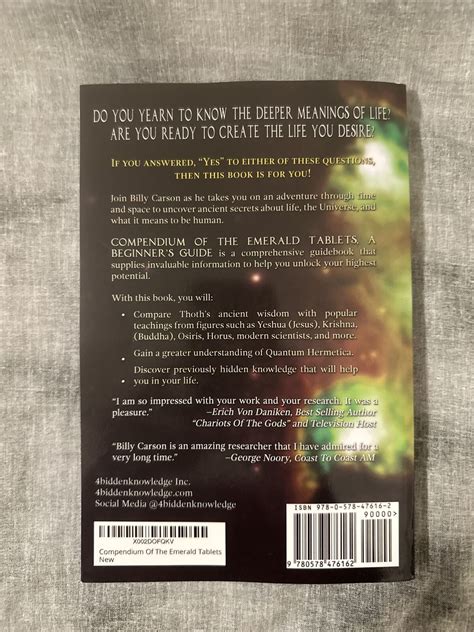 DO YOU YEARN TO KNOW THE DEEPER MEANINGS OF LIFE?
ARE YOU READY TO CREATE THE LIFE YOU DESIRE?
IF YOU ANSWERED, “YES” TO EITHER OF THESE QUESTIONS,
THEN THIS BOOK IS FOR YOU!
Join Billy Carson as he takes you on an adventure through time
and space to uncover ancient secrets about life, the Universe, and
what it means to be human.
COMPENDIUM OF THE EMERALD TABLETS, A
BEGINNER'S GUIDE is a comprehensive guidebook that
supplies invaluable information to help you unlock your highest
potential.
With this book, you will:
• Compare Thoth's ancient wisdom with popular
teachings from figures such as Yeshua (Jesus), Krishna,
(Buddha), Osiris, Horus, modern scientists, and more.
• Gain a greater understanding of Quantum Hermetica.
Discover previously hidden knowledge that will help
• you in your life.
"I am so impressed with your work and your research. It was a
pleasure."
–Erich Von Daniken, Best Selling Author
"Chariots Of The Gods" and Television Host
"Billy Carson is an amazing researcher that I have admired for a
very long time."
–George Noory, Coast To Coast AM
4biddenknowledge Inc.
4biddenknowledge.com
Social Media @4biddenknowledge
X002DOFQKV
Compendium Of The Emerald Tablets
New
ISBN 978-0-578-47616-2
90000>
9 780578 476162